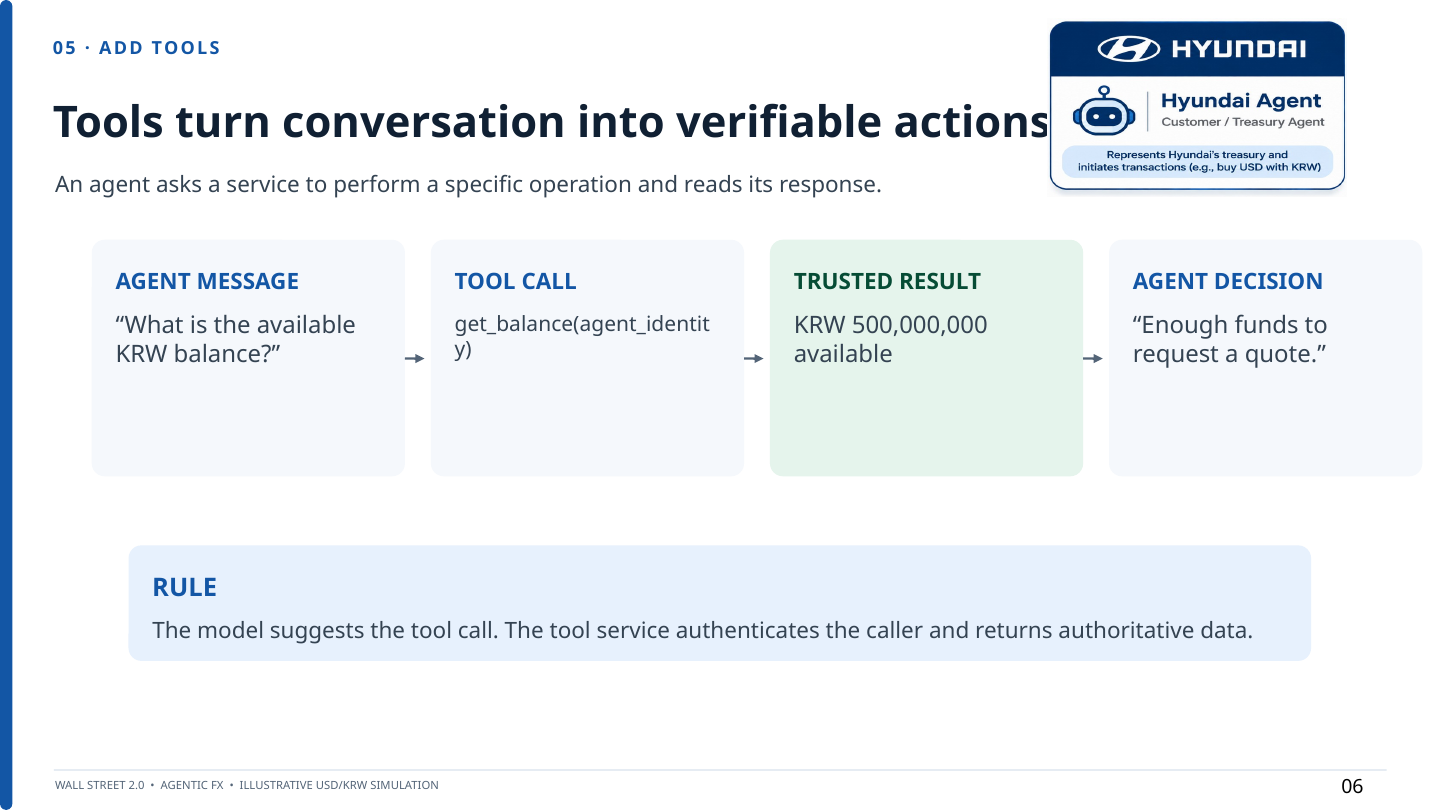 05 · ADD TOOLS
HYUNDAI
Tools turn conversation into verifiable actions
Hyundai Agent
Customer / Treasury Agent
Represents Hyundai's treasury and
initiates transactions (e.g., buy USD with KRW)
An agent asks a service to perform a specific operation and reads its response.
AGENT MESSAGE
“What is the available
KRW balance?”
TOOL CALL
get_balance(agent_identit
y)
TRUSTED RESULT
KRW 500,000,000
available
AGENT DECISION
“Enough funds to
request a quote.”
RULE
The model suggests the tool call. The tool service authenticates the caller and returns authoritative data.
WALL STREET 2.0 • AGENTIC FX • ILLUSTRATIVE USD/KRW SIMULATION
06